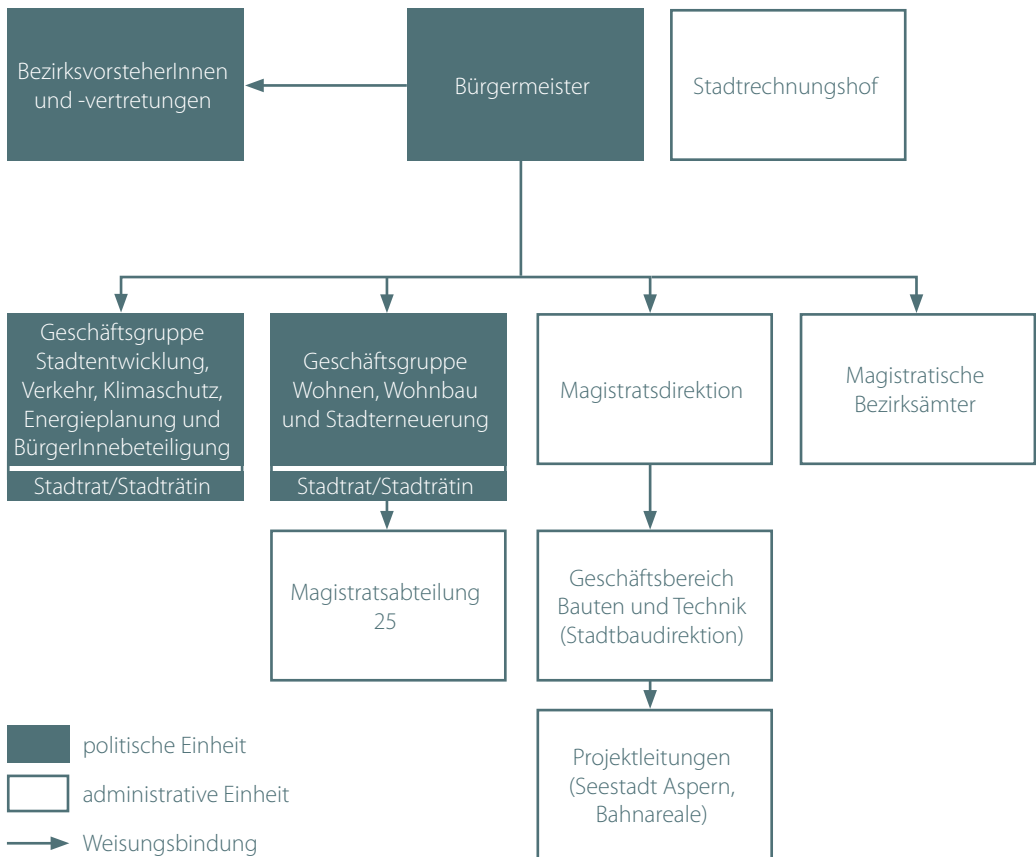 BezirksvorsteherInnen
und -vertretungen
Bürgermeister
Stadtrechnungshof
Geschäftsgruppe
Stadtentwicklung,
Verkehr, Klimaschutz,
Energieplanung und
BürgerInnebeteiligung
Stadtrat/Stadträtin
Geschäftsgruppe
Wohnen, Wohnbau
und Stadterneuerung
Stadtrat/Stadträtin
Magistratsdirektion
Magistratische
Bezirksämter
Magistratsabteilung
25
Geschäftsbereich
Bauten und Technik
(Stadtbaudirektion)
Projektleitungen
(Seestadt Aspern,
Bahnareale)
politische Einheit
administrative Einheit
Weisungsbindung